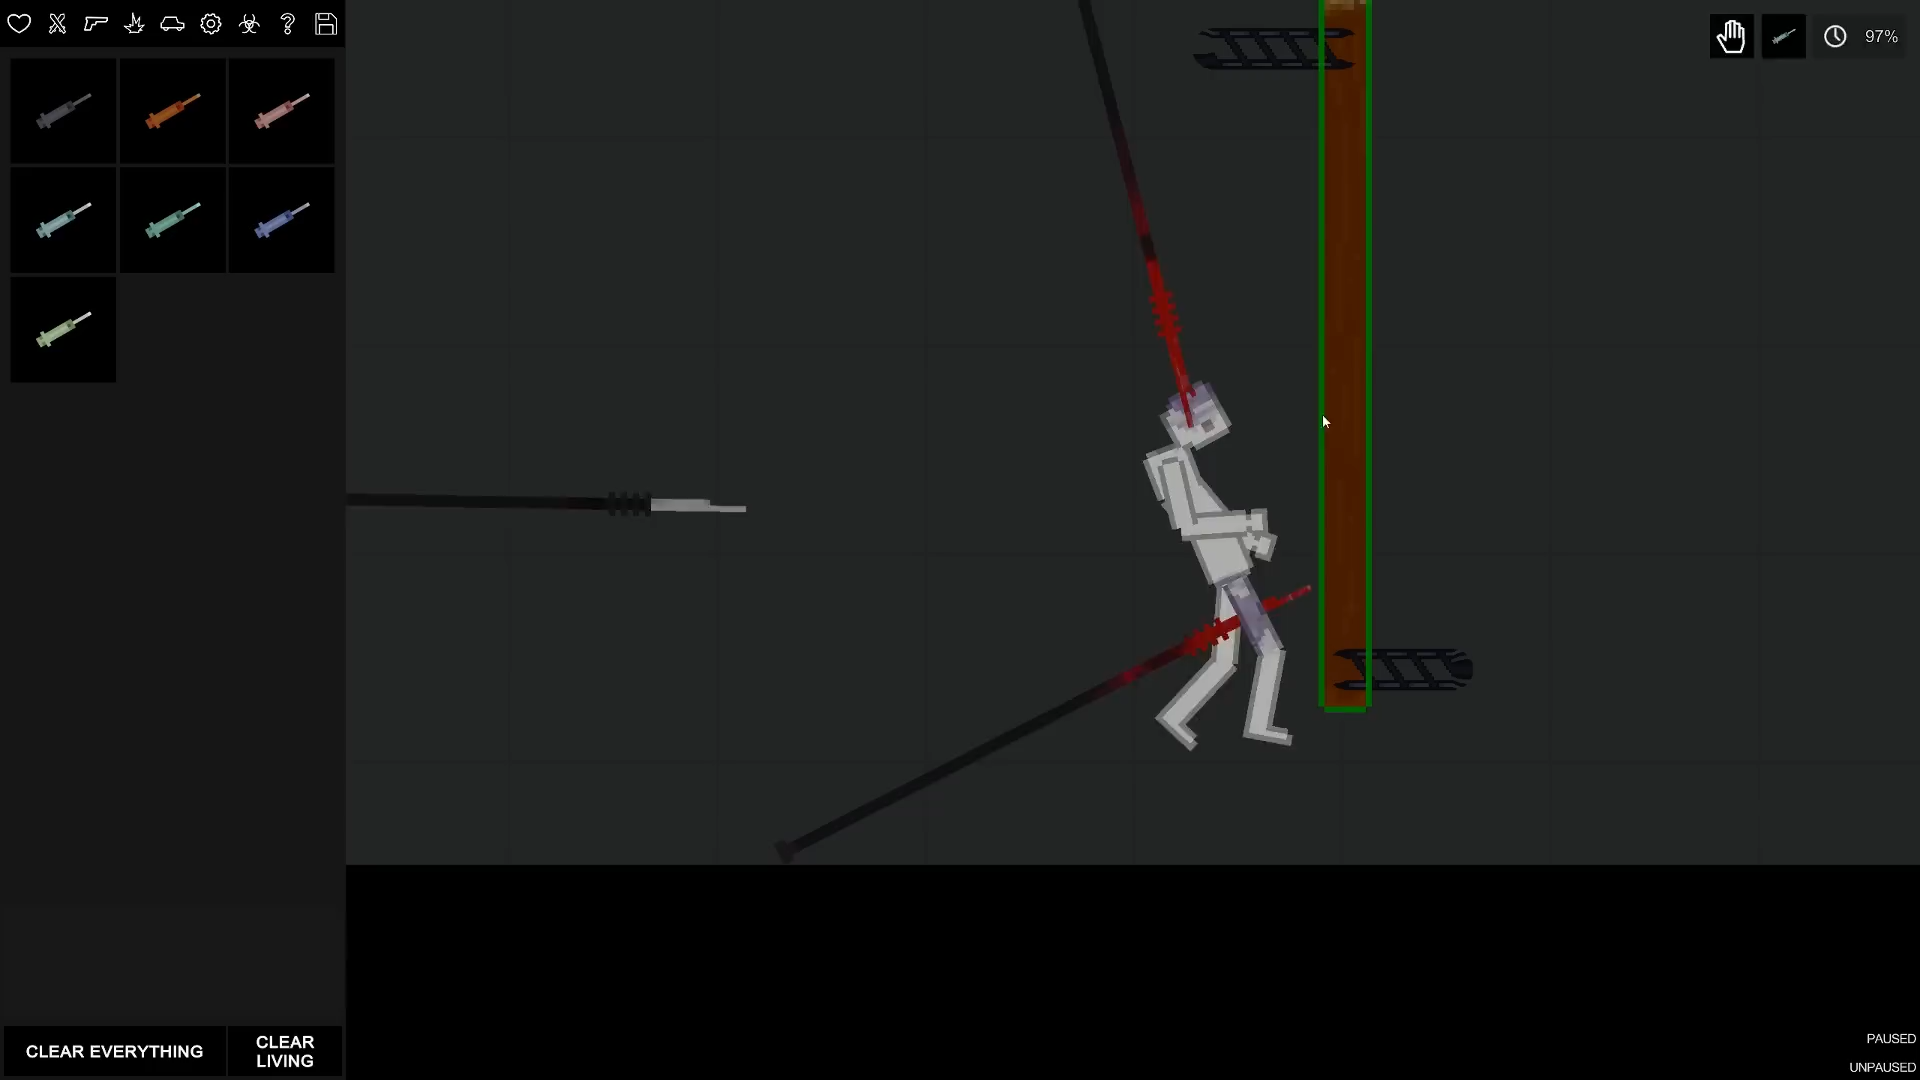 97%
CLEAR EVERYTHING
CLEAR
LIVING
PAUSED
UNPAUSED